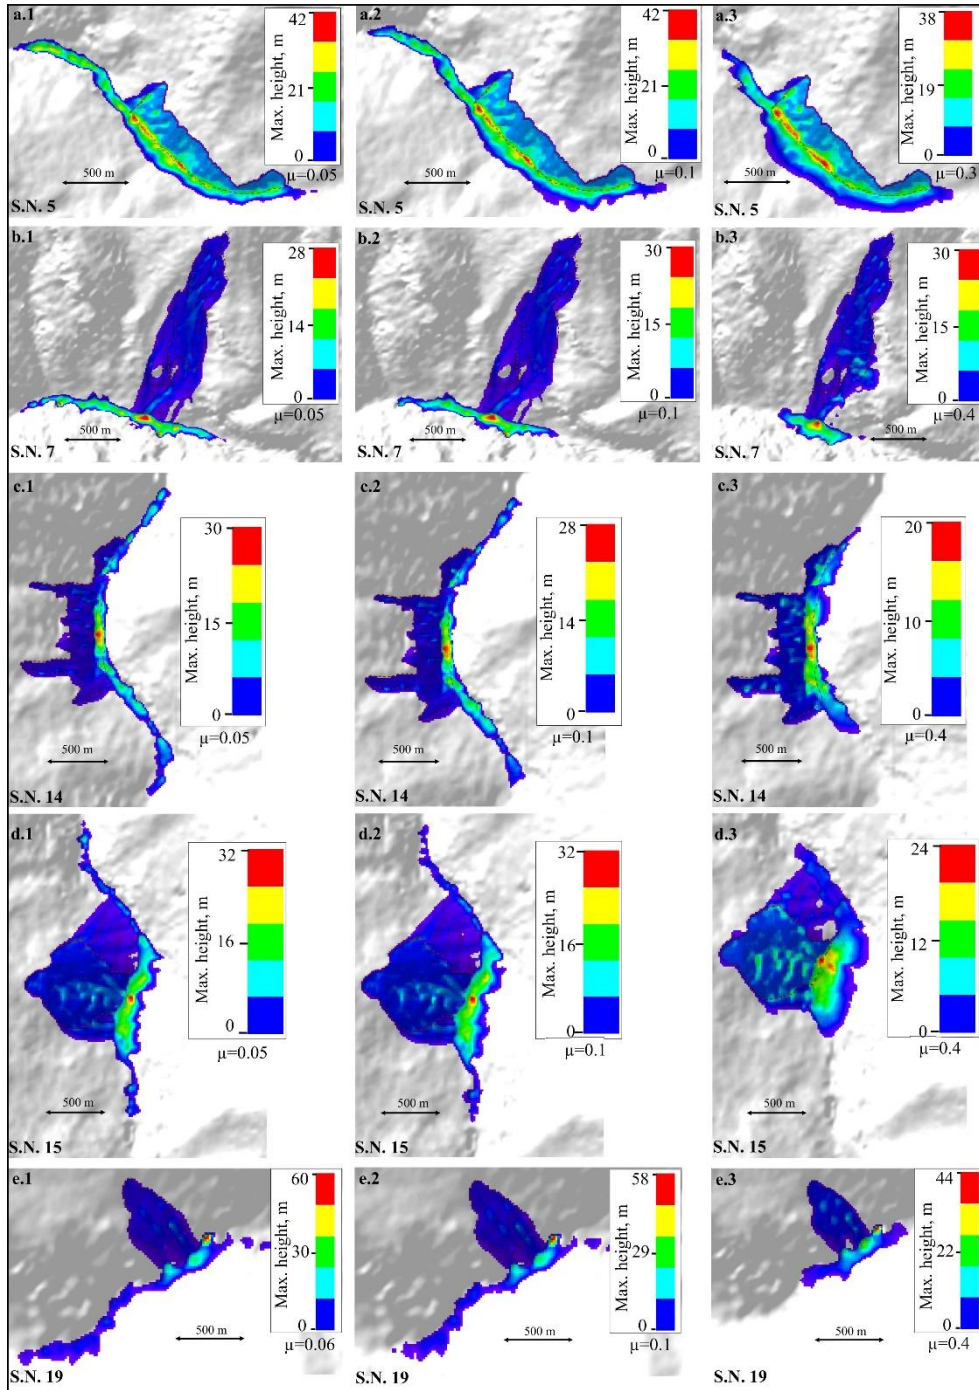 a.1
42
Max. height, m
21
0
µ=0.05
500 m
S.N. 5
a.2
42
Max. height, m
21
0
µ=0.1
500 m
S.N. 5
a.3
38
Max. height, m
19
0
µ=0.3
500 m
S.N. 5
b.1
28
Max. height, m
14
0
µ=0.05
500 m
S.N. 7
b.2
30
Max. height, m
15
0
µ=0.1
500 m
S.N. 7
b.3
30
Max. height, m
15
0
µ=0.4
500 m
S.N. 7
c.1
30
Max. height, m
15
0
µ=0.05
500 m
S.N. 14
c.2
28
Max. height, m
14
0
µ=0.1
500 m
S.N. 14
c.3
20
Max. height, m
10
0
µ=0.4
500 m
S.N. 14
d.1
32
Max. height, m
16
0
µ=0.05
500 m
S.N. 15
d.2
32
Max. height, m
16
0
µ=0.1
500 m
S.N. 15
d.3
24
Max. height, m
12
0
µ=0.4
500 m
S.N. 15
e.1
60
Max. height, m
30
0
µ=0.06
500 m
S.N. 19
e.2
58
Max. height, m
29
0
µ=0.1
500 m
S.N. 19
e.3
44
Max. height, m
22
0
µ=0.4
500 m
S.N. 19